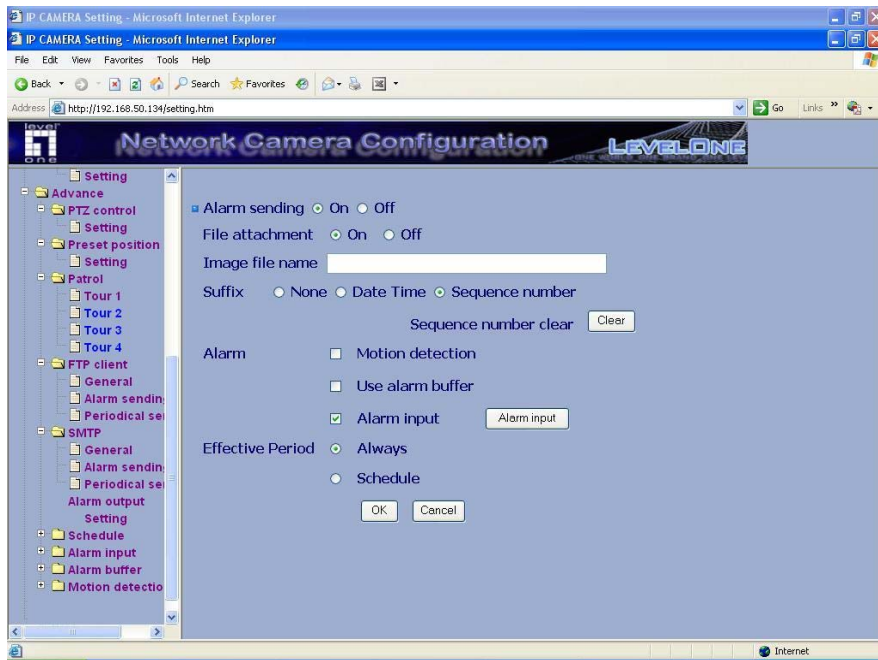 IP CAMERA Setting - Microsoft Internet Explorer
IP CAMERA Setting - Microsoft Internet Explorer
File Edit View Favorites Tools Help
Back Search Favorites
Address http://192.168.50.134/setting.htm Go Links »
level one Network Camera Configuration LEVELONE
Setting
Advance
PTZ control
Setting
Preset position
Setting
Patrol
Tour 1
Tour 2
Tour 3
Tour 4
FTP client
General
Alarm sendin
Periodical se
SMTP
General
Alarm sendin
Periodical se
Alarm output
Setting
Schedule
Alarm input
Alarm buffer
Motion detectio
Alarm sending On Off
File attachment On Off
Image file name
Suffix None Date Time Sequence number
Sequence number clear Clear
Alarm Motion detection
Use alarm buffer
Alarm input Alarm input
Effective Period Always
Schedule
OK Cancel
Internet